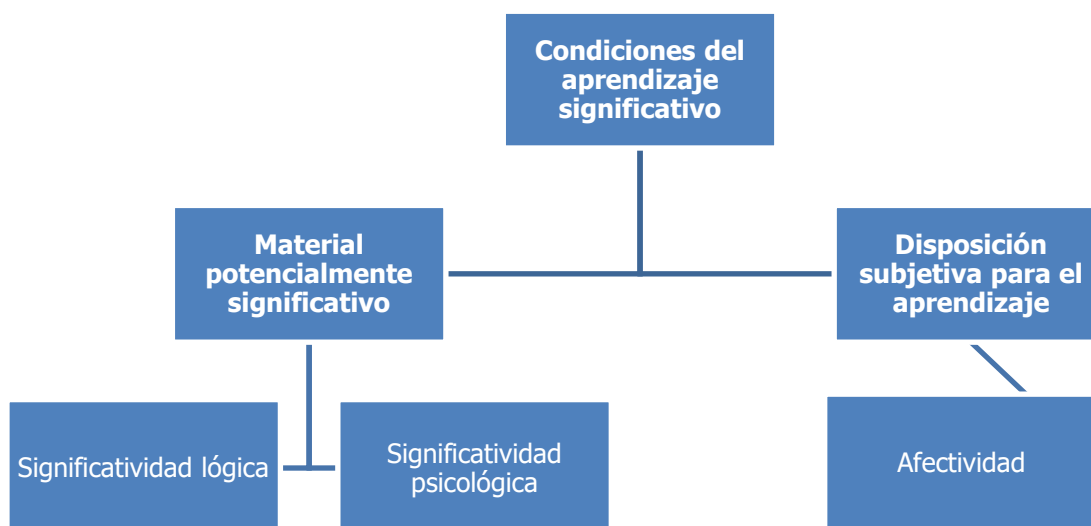 Condiciones del
aprendizaje
significativo
Material
potencialmente
significativo
Disposición
subjetiva para el
aprendizaje
Significatividad lógica
Significatividad
psicológica
Afectividad